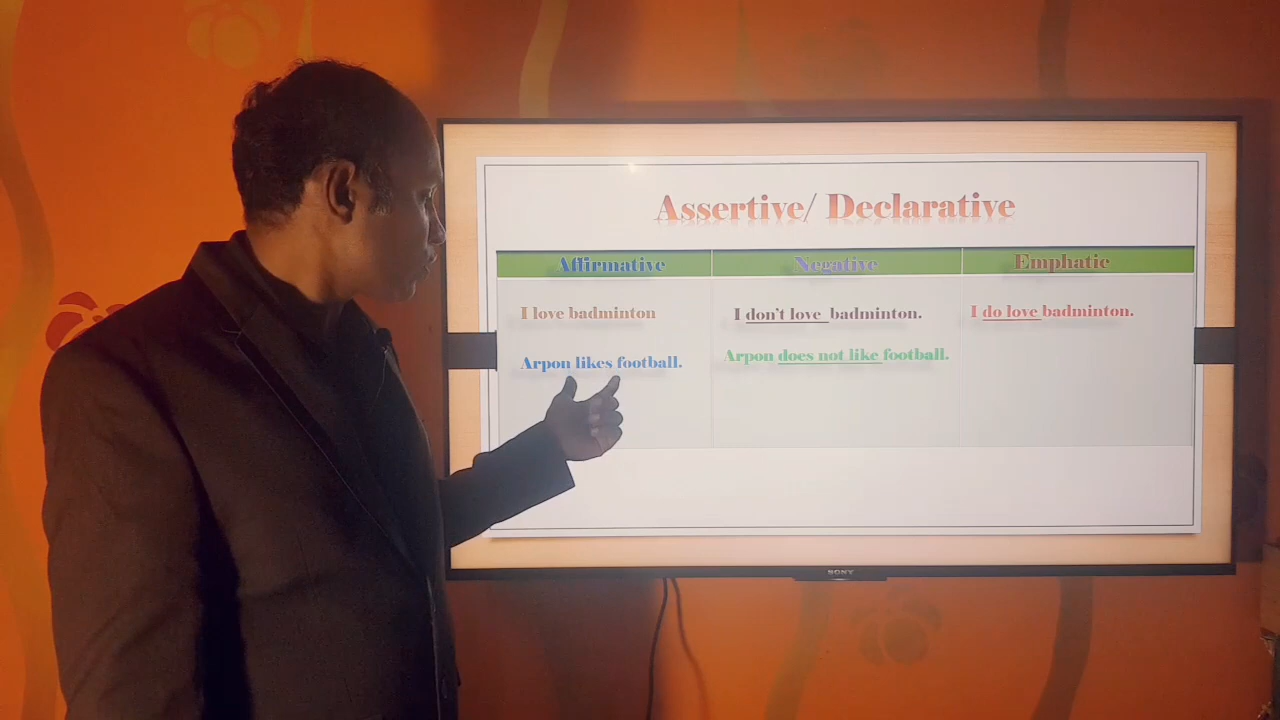 Assertive/ Declarative
Affirmative Negative Emphatic
I love badminton I don't love badminton. I do love badminton.
Arpon likes football. Arpon does not like football.
SONY